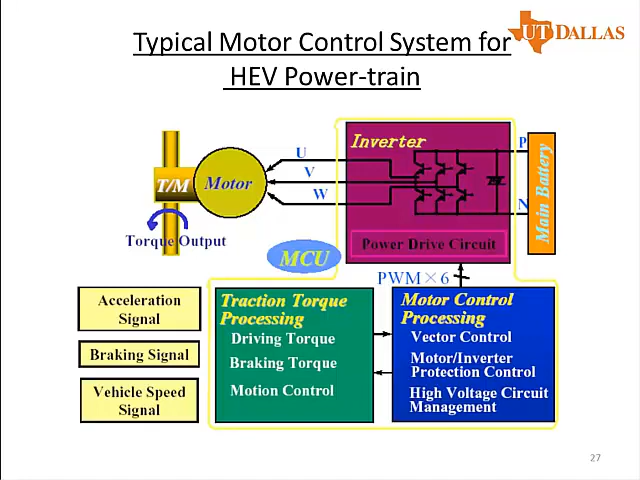 Typical Motor Control System for
HEV Power-train
UT DALLAS
Inverter
U
V
W
P
N
T/M
Motor
Main Battery
Torque Output
Power Drive Circuit
MCU
PWM×6
Acceleration
Signal
Braking Signal
Vehicle Speed
Signal
Traction Torque
Processing
Driving Torque
Braking Torque
Motion Control
Motor Control
Processing
Vector Control
Motor/Inverter
Protection Control
High Voltage Circuit
Management
27